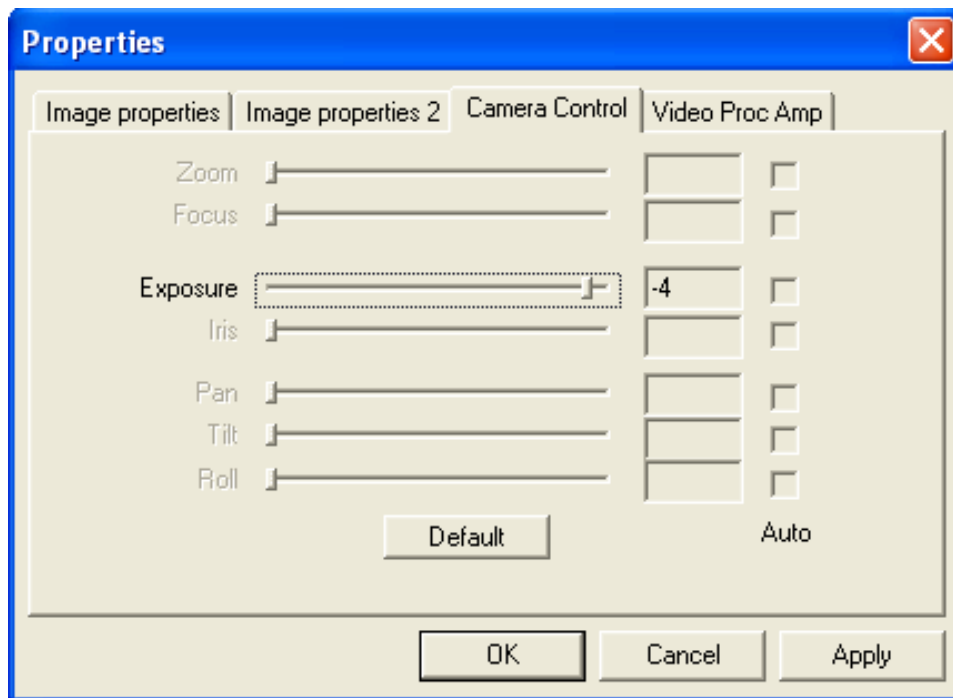 Properties
Image properties Image properties 2 Camera Control Video Proc Amp
Zoom
Focus
Exposure -4
Iris
Pan
Tilt
Roll
Default Auto
OK Cancel Apply